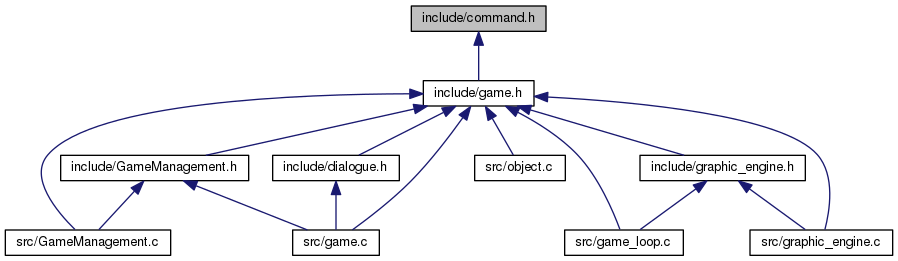 include/command.h
include/game.h
include/GameManagement.h
include/dialogue.h
src/object.c
include/graphic_engine.h
src/GameManagement.c
src/game.c
src/game_loop.c
src/graphic_engine.c